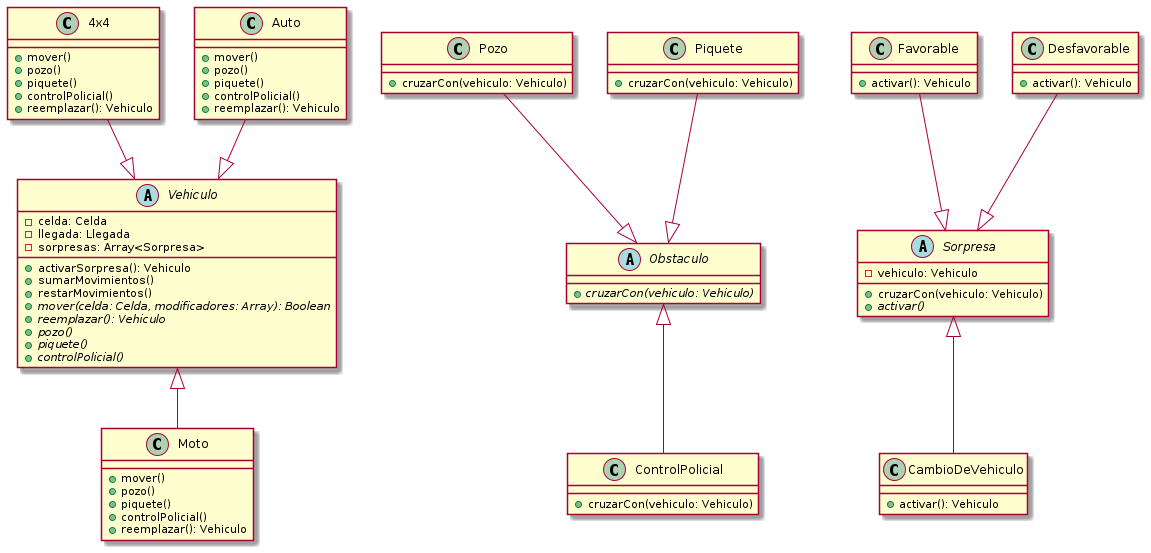 C 4x4
mover()
pozo()
piquete()
controlPolicial()
reemplazar(): Vehiculo
C Auto
mover()
pozo()
piquete()
controlPolicial()
reemplazar(): Vehiculo
C Pozo
cruzarCon(vehiculo: Vehiculo)
C Piquete
cruzarCon(vehiculo: Vehiculo)
C Favorable
activar(): Vehiculo
C Desfavorable
activar(): Vehiculo
A Vehiculo
celda: Celda
llegada: Llegada
sorpresas: Array<Sorpresa>
activarSorpresa(): Vehiculo
sumarMovimientos()
restarMovimientos()
mover(celda: Celda, modificadores: Array): Boolean
reemplazar(): Vehiculo
pozo()
piquete()
controlPolicial()
A Obstaculo
cruzarCon(vehiculo: Vehiculo)
A Sorpresa
vehiculo: Vehiculo
cruzarCon(vehiculo: Vehiculo)
activar()
C Moto
mover()
pozo()
piquete()
controlPolicial()
reemplazar(): Vehiculo
C ControlPolicial
cruzarCon(vehiculo: Vehiculo)
C CambioDeVehiculo
activar(): Vehiculo